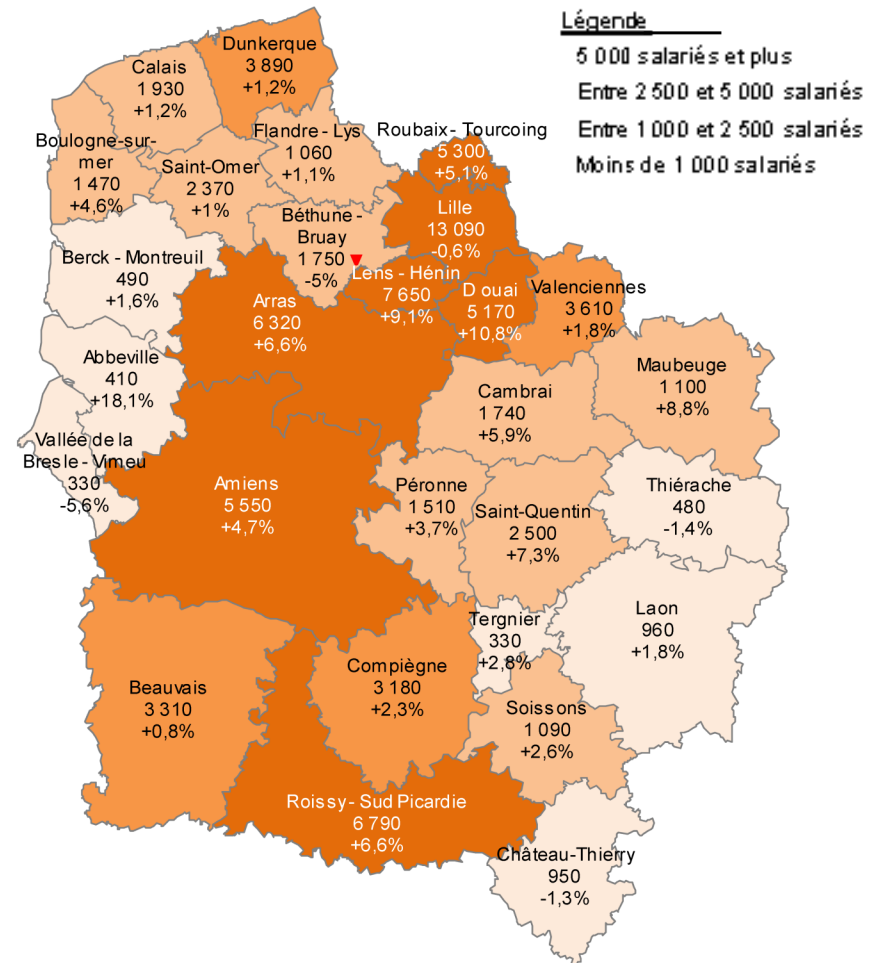 Légende
5 000 salariés et plus
Entre 2 500 et 5 000 salariés
Entre 1 000 et 2 500 salariés
Moins de 1 000 salariés
Dunkerque
3 890
+1,2%
Calais
1 930
+1,2%
Boulogne-sur-
mer
1 470
+4,6%
Saint-Omer
2 370
+1%
Flandre - Lys
1 060
+1,1%
Roubaix - Tourcoing
5 300
+5,1%
Lille
13 090
-0,6%
Béthune -
Bruay
1 750
-5%
Lens - Hénin
7 650
+9,1%
Douai
5 170
+10,8%
Valenciennes
3 610
+1,8%
Berck - Montreuil
490
+1,6%
Arras
6 320
+6,6%
Maubeuge
1 100
+8,8%
Cambrai
1 740
+5,9%
Abbeville
410
+18,1%
Vallée de la
Bresle - Vimeu
330
-5,6%
Amiens
5 550
+4,7%
Péronne
1 510
+3,7%
Saint-Quentin
2 500
+7,3%
Thiérache
480
-1,4%
Laon
960
+1,8%
Tergnier
330
+2,8%
Beauvais
3 310
+0,8%
Compiègne
3 180
+2,3%
Soissons
1 090
+2,6%
Roissy - Sud Picardie
6 790
+6,6%
Château-Thierry
950
-1,3%